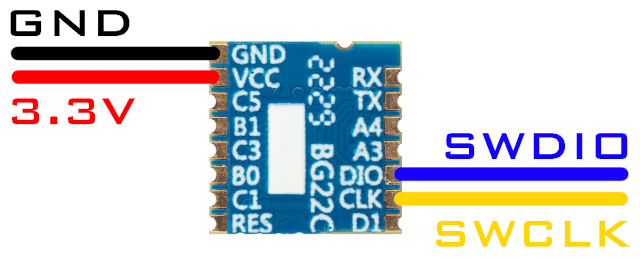 GND
3.3V
GND
VCC
C5
B1
C3
B0
C1
RES
2229
BG22C
RX
TX
A4
A3
DIO
CLK
D1
SWDIO
SWCLK